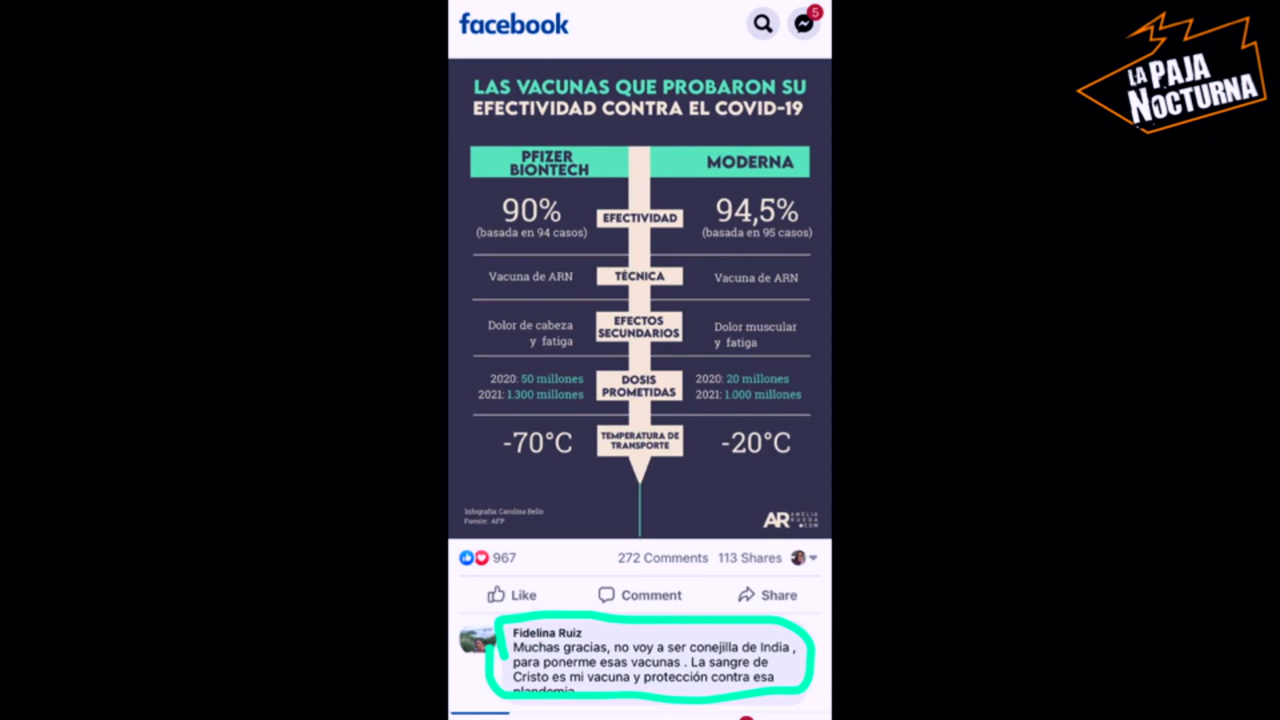 facebook
5
LA PAJA
NOCTURNA
LAS VACUNAS QUE PROBARON SU
EFECTIVIDAD CONTRA EL COVID-19
PFIZER
BIONTECH
MODERNA
90%
(basada en 94 casos)
EFECTIVIDAD
94,5%
(basada en 95 casos)
Vacuna de ARN
TÉCNICA
Vacuna de ARN
Dolor de cabeza
y fatiga
EFECTOS
SECUNDARIOS
Dolor muscular
y fatiga
2020: 50 millones
2021: 1.300 millones
DOSIS
PROMETIDAS
2020: 20 millones
2021: 1.000 millones
-70°C
TEMPERATURA DE
TRANSPORTE
-20°C
Infografía: Carolina Bello
Fuente: AFP
AR AMELIA
RUEDA
.COM
967
272 Comments 113 Shares
Like
Comment
Share
Fidelina Ruiz
Muchas gracias, no voy a ser conejilla de India ,
para ponerme esas vacunas . La sangre de
Cristo es mi vacuna y protección contra esa
plandemia